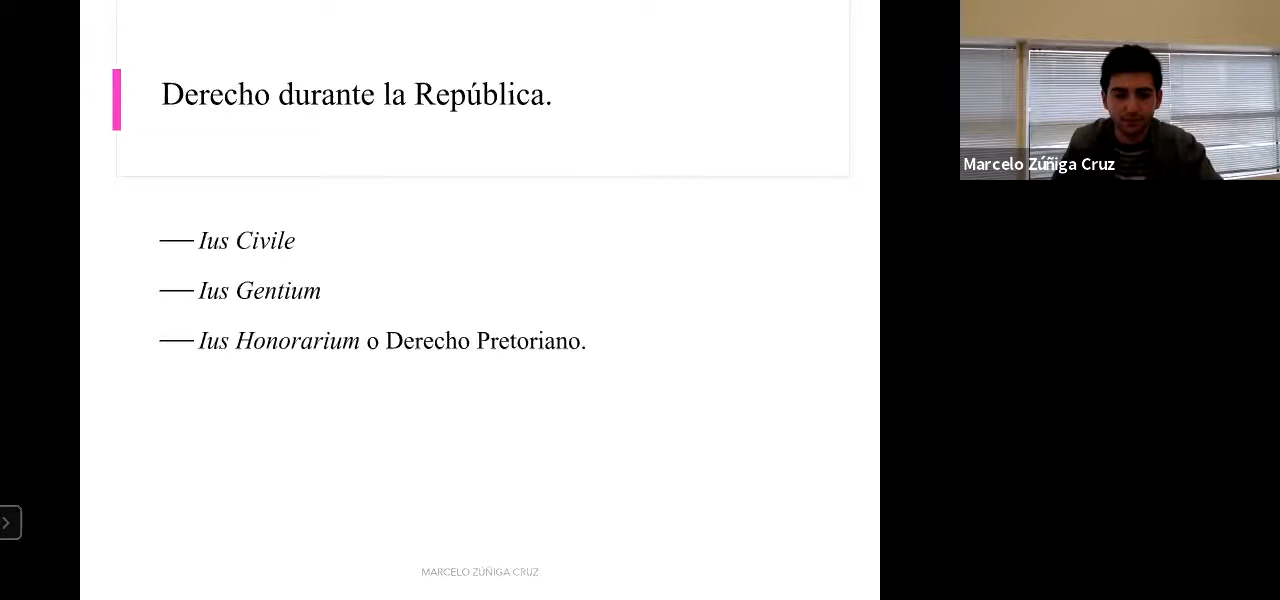 Derecho durante la República.
Ius Civile
Ius Gentium
Ius Honorarium o Derecho Pretoriano.
MARCELO ZÚÑIGA CRUZ
Marcelo Zúñiga Cruz